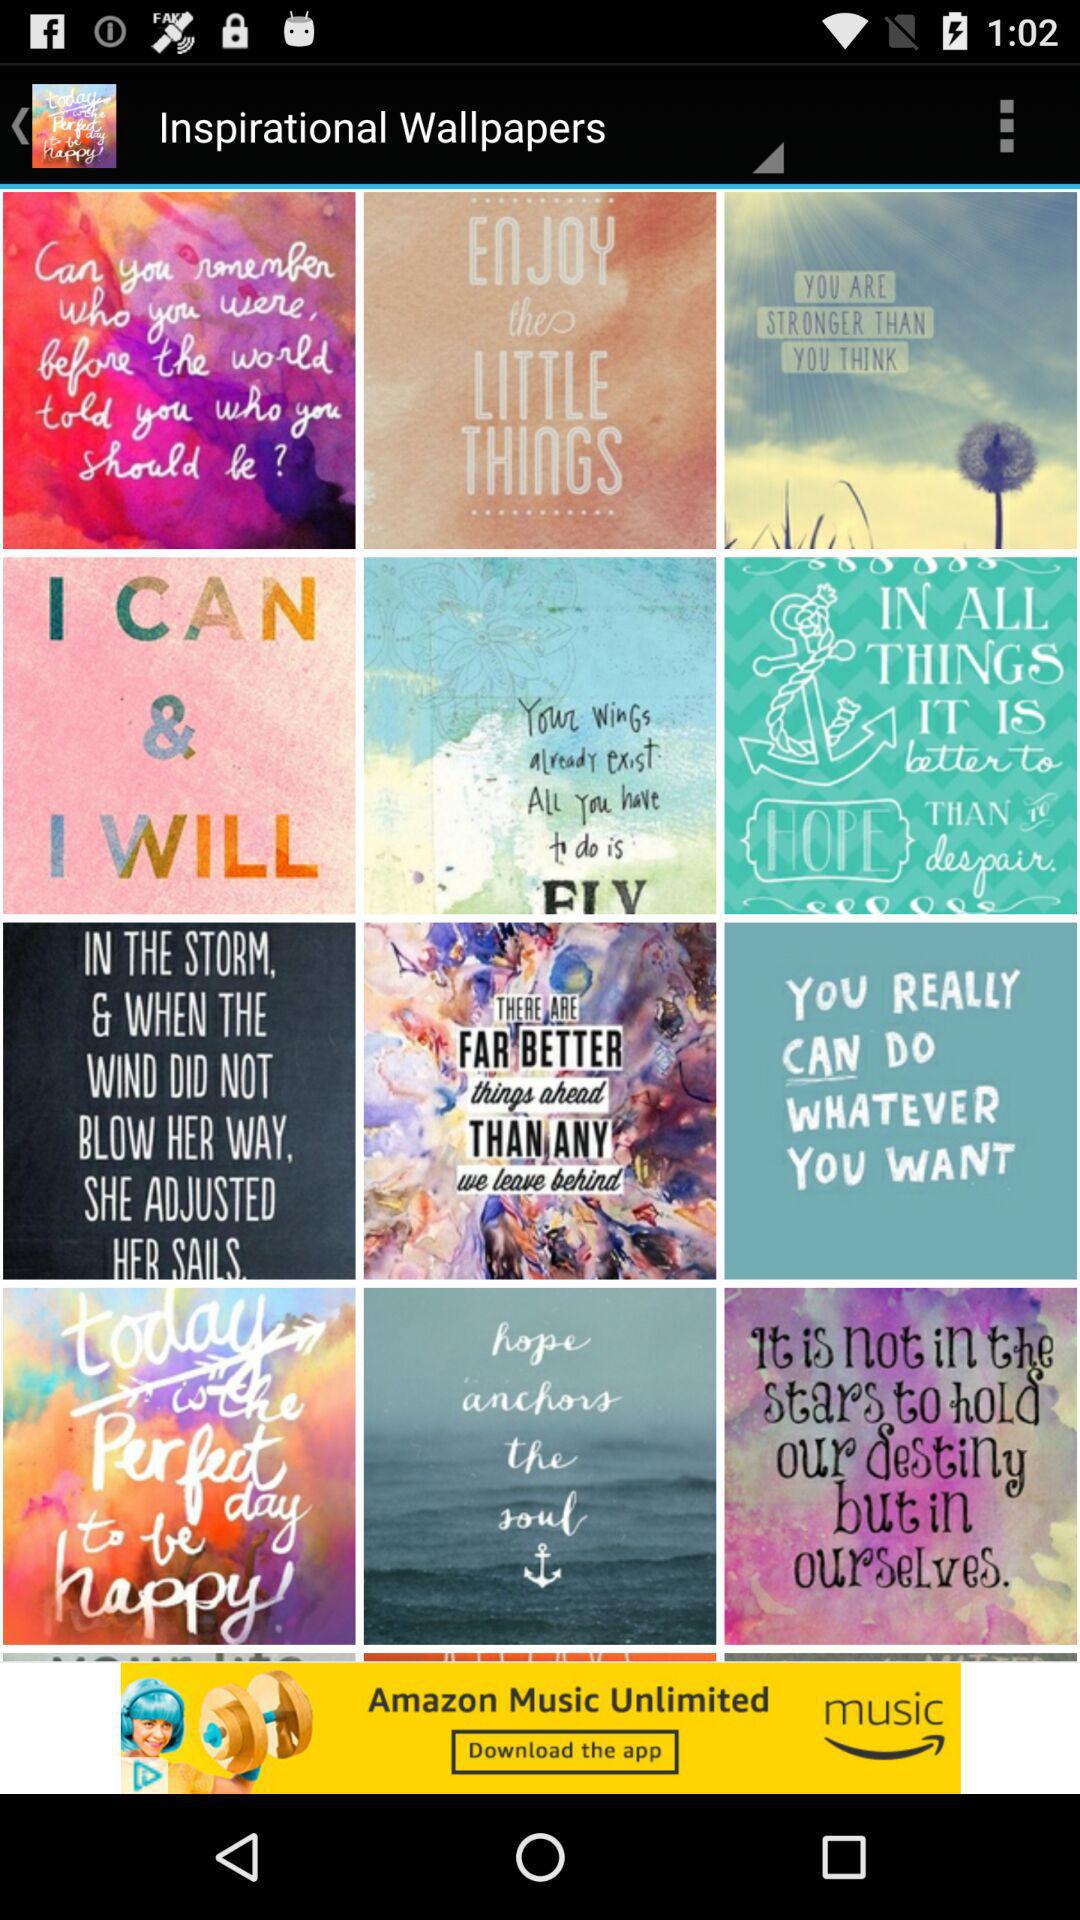 FAKE
1:02
Inspirational Wallpapers
Can you rmember
who you were,
before the world
told you who you
should be ?
ENJOY
the
LITTLE
THINGS
YOU ARE
STRONGER THAN
YOU THINK
I CAN
&
I WILL
Your wings
already exist.
All you have
to do is
FLY
IN ALL
THINGS
IT IS
better to
HOPE THAN TO
despair.
IN THE STORM,
& WHEN THE
WIND DID NOT
BLOW HER WAY,
SHE ADJUSTED
HER SAILS.
THERE ARE
FAR BETTER
things ahead
THAN ANY
we leave behind
YOU REALLY
CAN DO
WHATEVER
YOU WANT
today
is the
Perfect
day
to be
happy!
hope
anchors
the
soul
It is not in the
stars to hold
our destiny
but in
ourselves.
Amazon Music Unlimited
Download the app
music